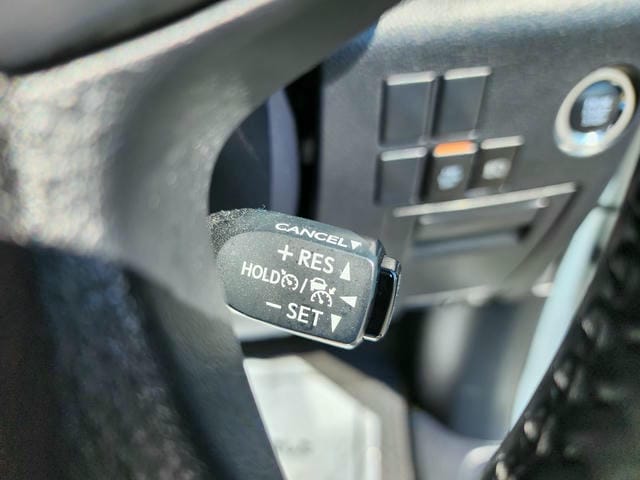 CANCEL▼
+ RES ▲
HOLD / ◀
− SET ▼